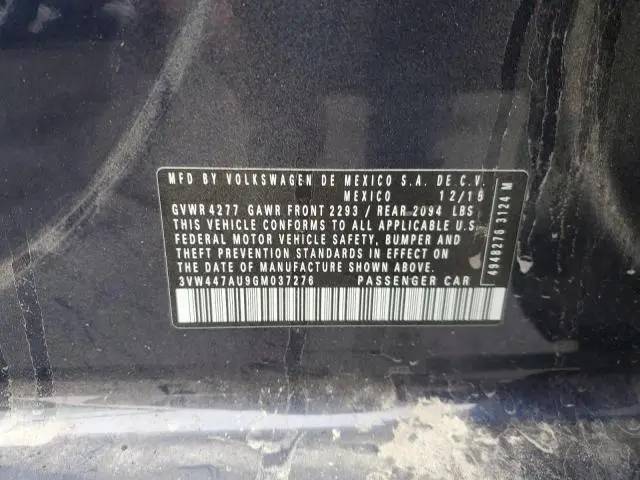 MFD BY VOLKSWAGEN DE MEXICO S.A. DE C.V.
MEXICO 12/15
GVWR 4277 GAWR FRONT 2293 / REAR 2094 LBS
THIS VEHICLE CONFORMS TO ALL APPLICABLE U.S
FEDERAL MOTOR VEHICLE SAFETY, BUMPER AND
THEFT PREVENTION STANDARDS IN EFFECT ON
THE DATE OF MANUFACTURE SHOWN ABOVE.
3VW447AU9GM037276 PASSENGER CAR
4948276 3124 M